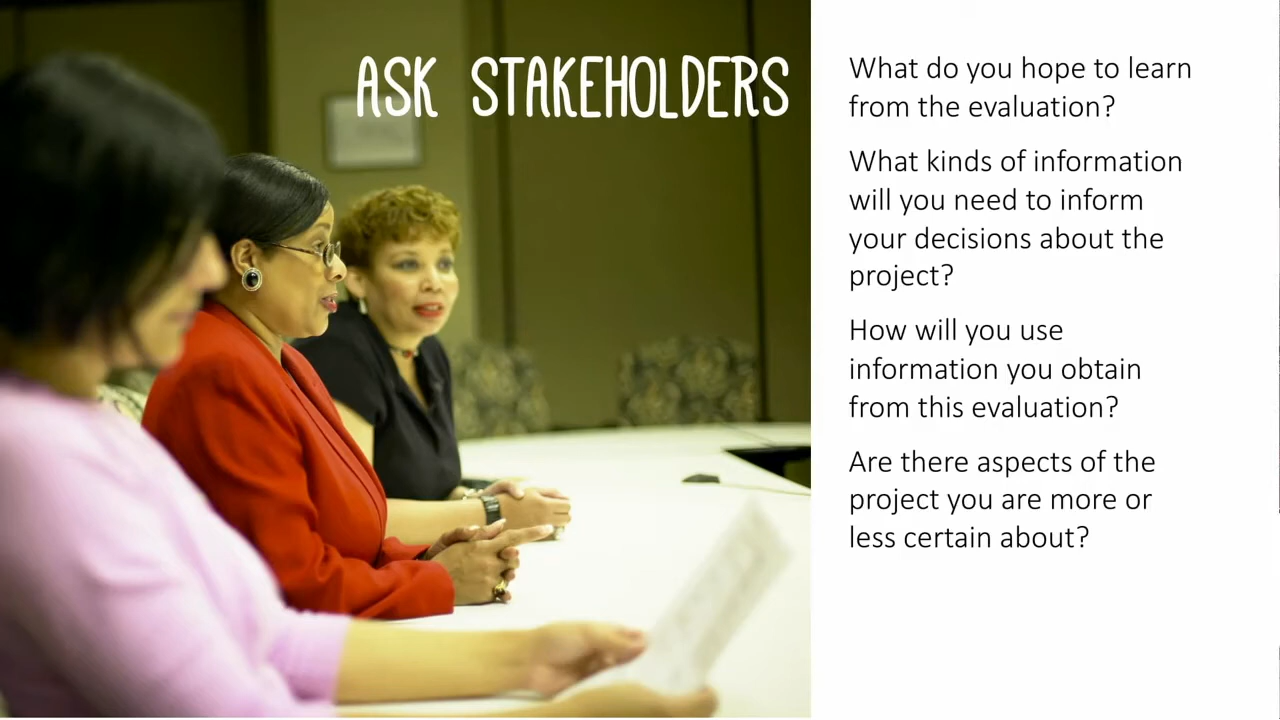 ASK STAKEHOLDERS
What do you hope to learn
from the evaluation?
What kinds of information
will you need to inform
your decisions about the
project?
How will you use
information you obtain
from this evaluation?
Are there aspects of the
project you are more or
less certain about?